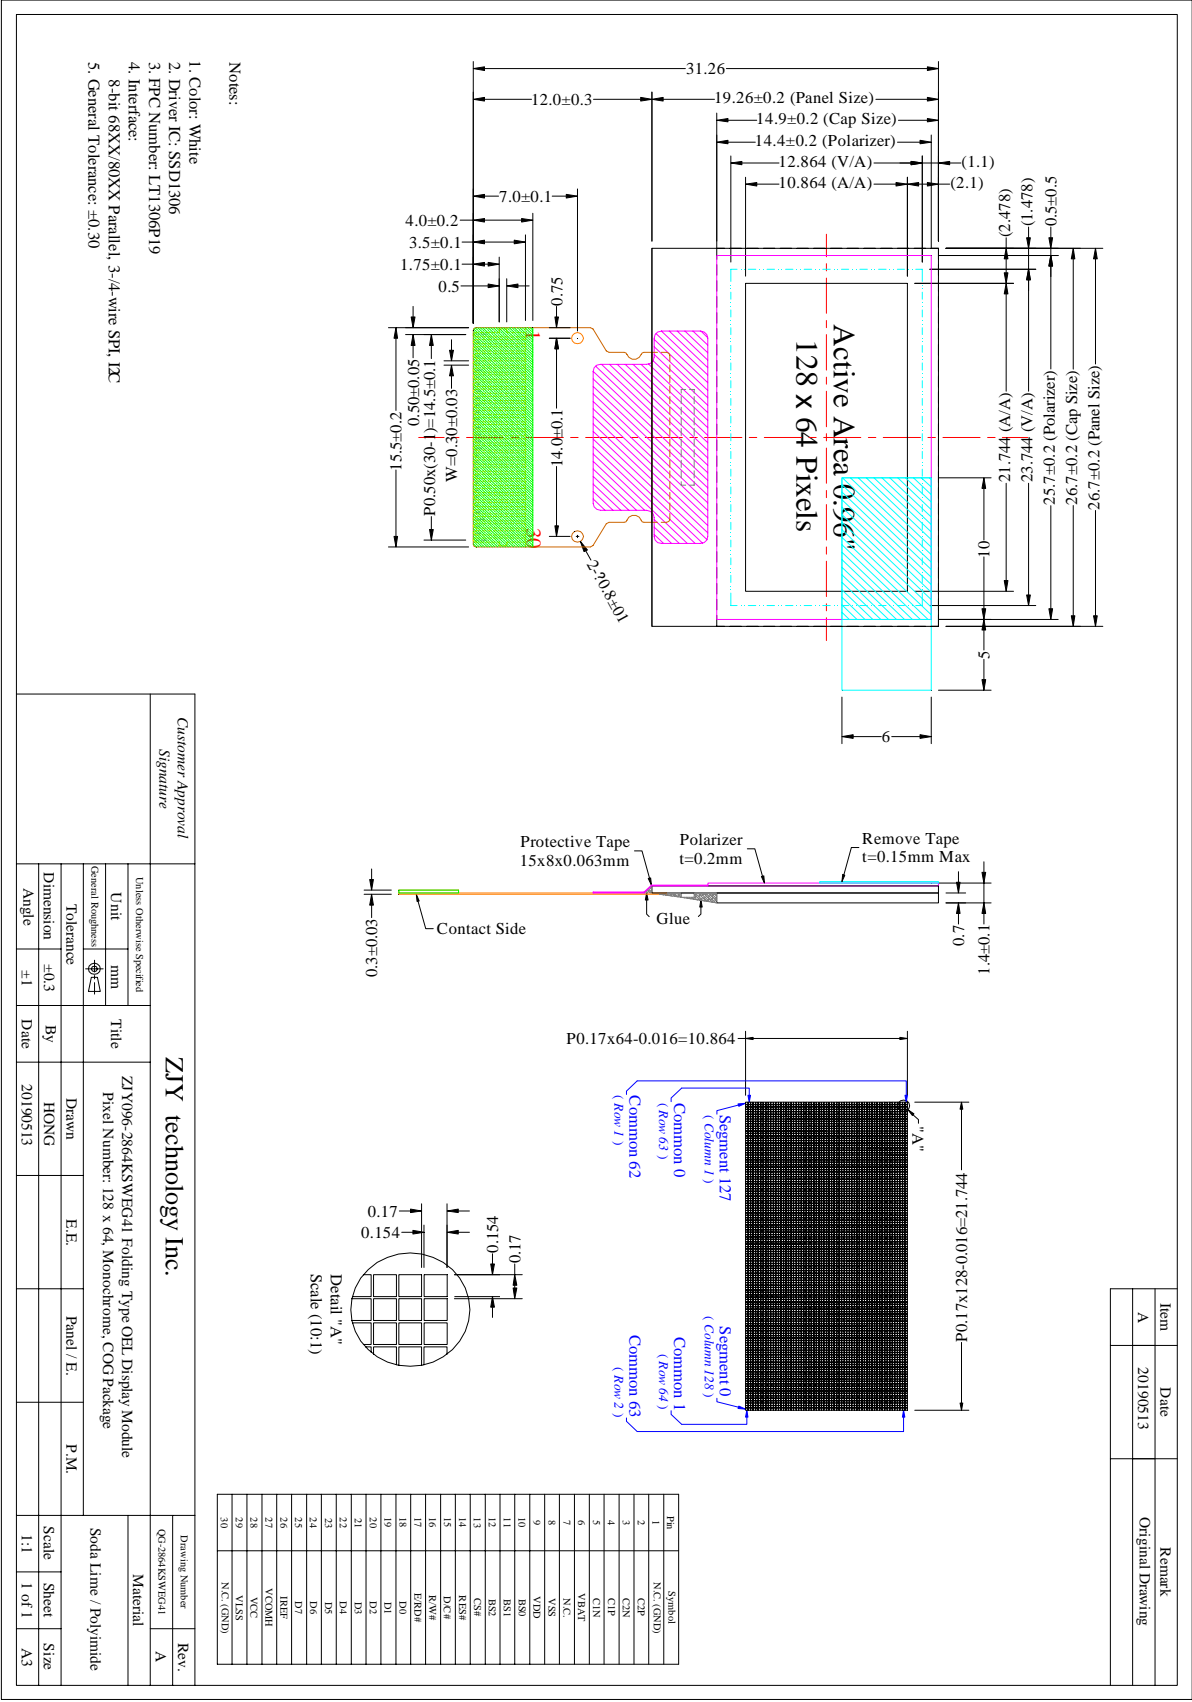 Item Date Remark
A 20190513 Original Drawing
31.26
12.0±0.3
19.26±0.2 (Panel Size)
14.9±0.2 (Cap Size)
14.4±0.2 (Polarizer)
12.864 (V/A)
(1.1)
10.864 (A/A)
(2.1)
7.0±0.1
4.0±0.2
3.5±0.1
1.75±0.1
0.5
0.75
(2.478)
(1.478)
0.5±0.5
Active Area 0.96"
128 x 64 Pixels
21.744 (A/A)
23.744 (V/A)
25.7±0.2 (Polarizer)
26.7±0.2 (Cap Size)
26.7±0.2 (Panel Size)
10
5
6
1
30
14.0±0.1
2-?0.8±01
W=0.30±0.03
P0.50x(30-1)=14.5±0.1
0.50±0.05
15.5±0.2
Notes:
1. Color: White
2. Driver IC: SSD1306
3. FPC Number: LT1306P19
4. Interface:
8-bit 68XX/80XX Parallel, 3-/4-wire SPI, I2C
5. General Tolerance: ±0.30
Protective Tape
15x8x0.063mm
Polarizer
t=0.2mm
Remove Tape
t=0.15mm Max
Glue
Contact Side
0.3±0.03
0.7
1.4±0.1
P0.17x64-0.016=10.864
P0.17x128-0.016=21.744
"A"
Segment 127
( Column 1 )
Common 0
( Row 63 )
Common 62
( Row 1 )
Segment 0
( Column 128 )
Common 1
( Row 64 )
Common 63
( Row 2 )
0.17
0.154
0.154
0.17
Detail "A"
Scale (10:1)
Pin Symbol
1 N.C. (GND)
2 C2P
3 C2N
4 C1P
5 C1N
6 VBAT
7 N.C.
8 VSS
9 VDD
10 BS0
11 BS1
12 BS2
13 CS#
14 RES#
15 D/C#
16 R/W#
17 E/RD#
18 D0
19 D1
20 D2
21 D3
22 D4
23 D5
24 D6
25 D7
26 IREF
27 VCOMH
28 VCC
29 VLSS
30 N.C. (GND)
Customer Approval
Signature
ZJY technology Inc.
Drawing Number Rev.
QG-2864KSWEG41 A
Unless Otherwise Specified
Unit mm
General Roughness
Tolerance
Dimension ±0.3
Angle ±1
Title
ZJY096-2864KSWEG41 Folding Type OEL Display Module
Pixel Number: 128 x 64, Monochrome, COG Package
Material
Soda Lime / Polyimide
Drawn E.E. Panel / E. P.M.
By HONG
Date 20190513
Scale Sheet Size
1:1 1 of 1 A3